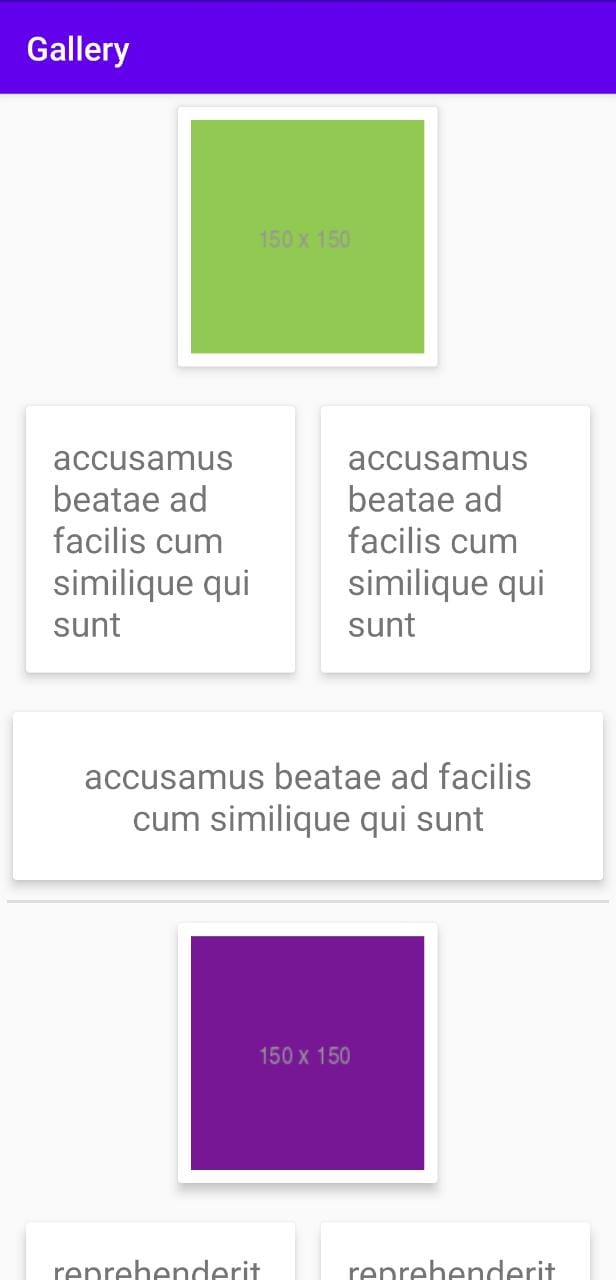 Gallery
150 x 150
accusamus
beatae ad
facilis cum
similique qui
sunt
accusamus
beatae ad
facilis cum
similique qui
sunt
accusamus beatae ad facilis
cum similique qui sunt
150 x 150
reprehenderit
reprehenderit